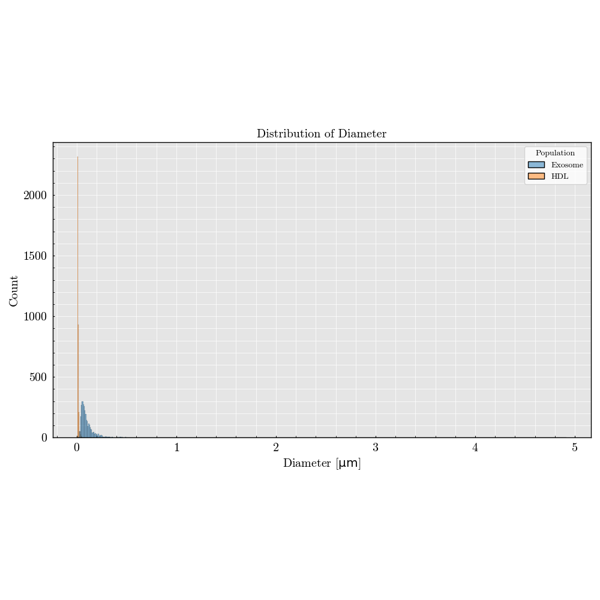 Distribution of Diameter
Population
Exosome
HDL
2000
1500
1000
500
0
Count
0 1 2 3 4 5
Diameter [μm]